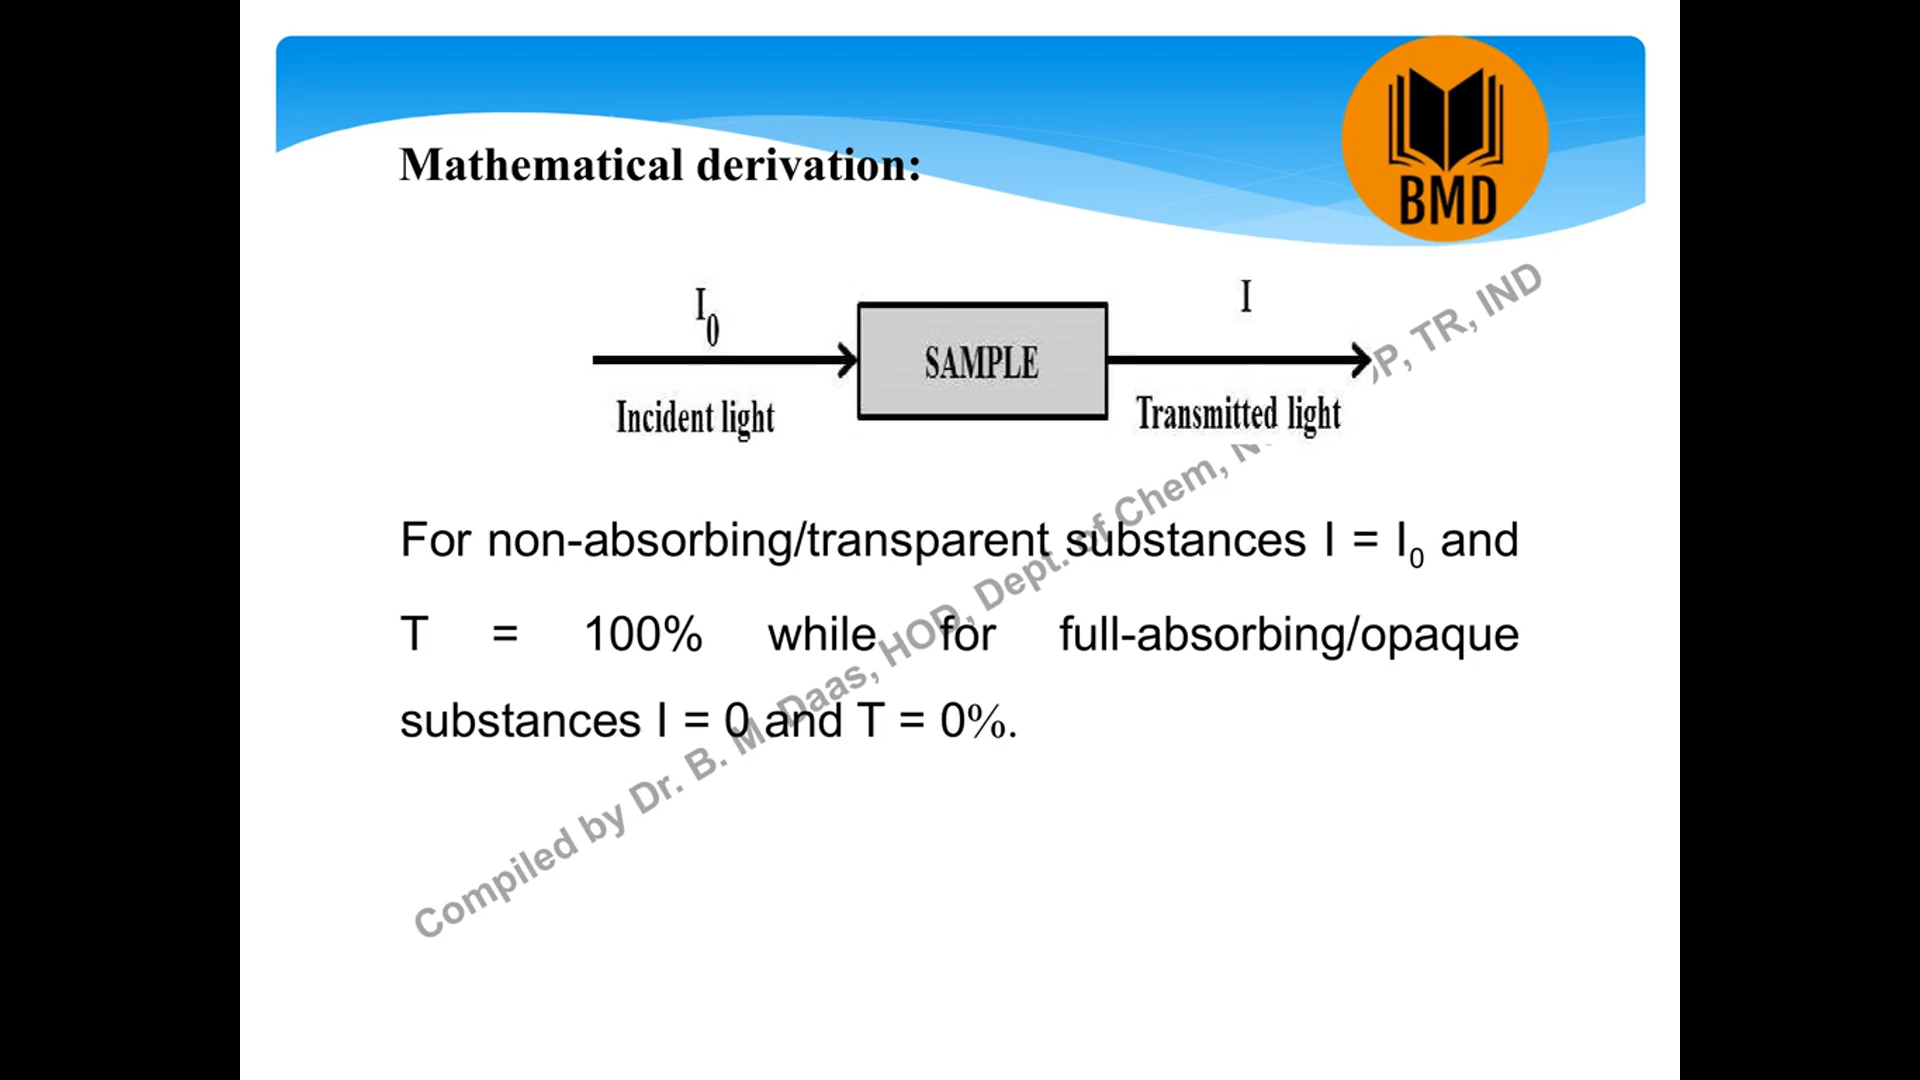 Mathematical derivation:
BMD
I0
I
SAMPLE
Incident light
Transmitted light
For non-absorbing/transparent substances I = I0 and
T = 100% while for full-absorbing/opaque
substances I = 0 and T = 0%.
Compiled by Dr. B. M. Daas, HOD, Dept. of Chem, TR, IND